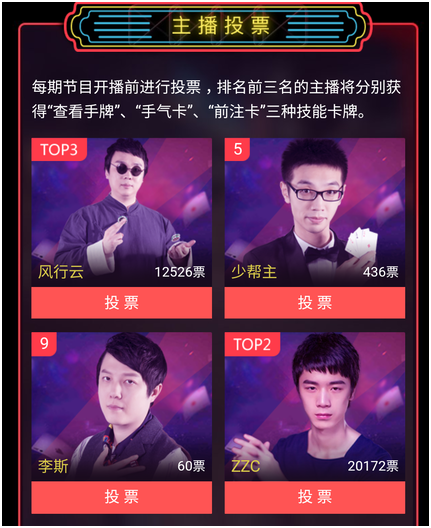 主播投票
每期节目开播前进行投票，排名前三名的主播将分别获
得“查看手牌”、“手气卡”、“前注卡”三种技能卡牌。
TOP3
5
风行云 12526票
少帮主 436票
投票
投票
9
TOP2
李斯 60票
ZZC 20172票
投票
投票